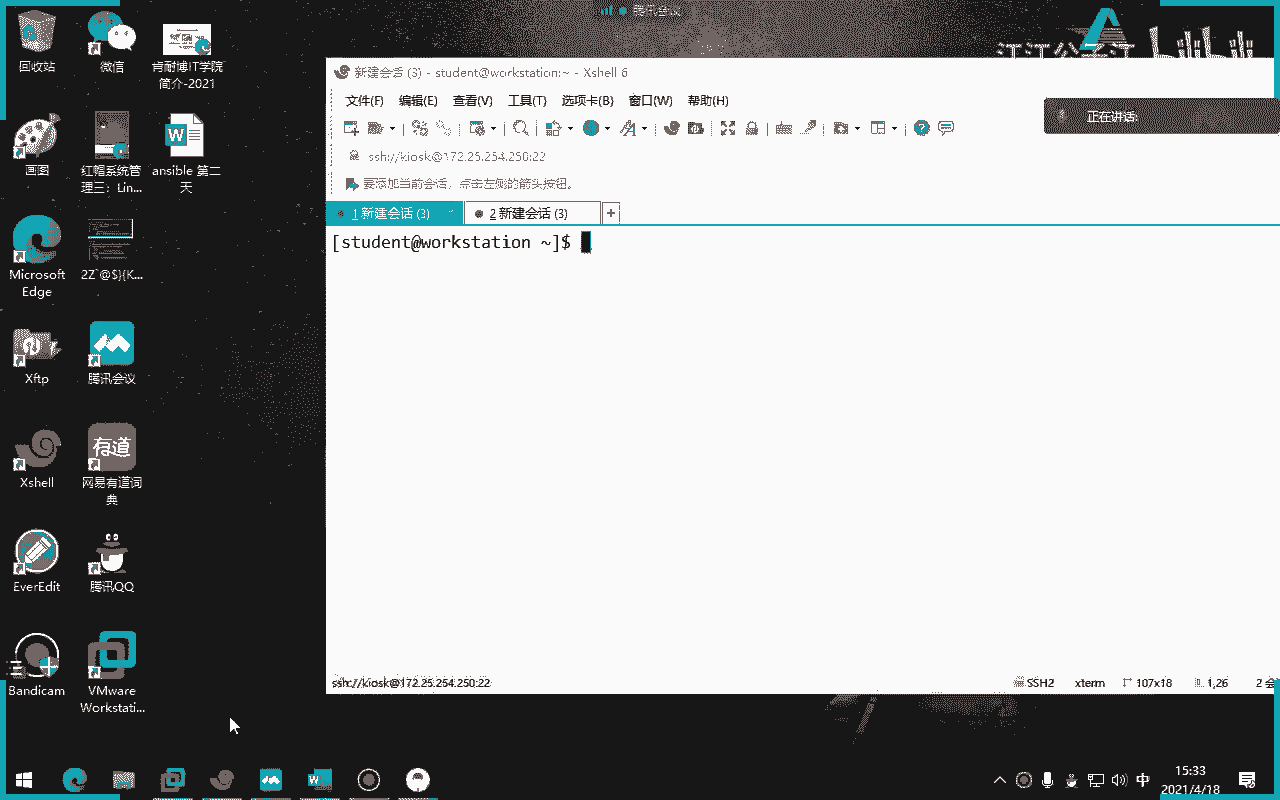 腾讯会议
回收站
微信
肯耐博IT学院
简介-2021
画图
红帽系统管
理三：Lin...
ansible 第二
天
Microsoft
Edge
2Z`@$}{K...
Xftp
腾讯会议
Xshell
有道
网易有道词
典
EverEdit
腾讯QQ
Bandicam
VMware
Workstati...
新建会话 (3) - student@workstation:~ - Xshell 6
文件(F) 编辑(E) 查看(V) 工具(T) 选项卡(B) 窗口(W) 帮助(H)
正在讲话:
ssh://kiosk@172.25.254.250:22
要添加当前会话，点击左侧的箭头按钮。
1 新建会话 (3)
2 新建会话 (3)
[student@workstation ~]$
ssh://kiosk@172.25.254.250:22
SSH2 xterm 107x18 1,26 2 会
中
15:33
2021/4/18